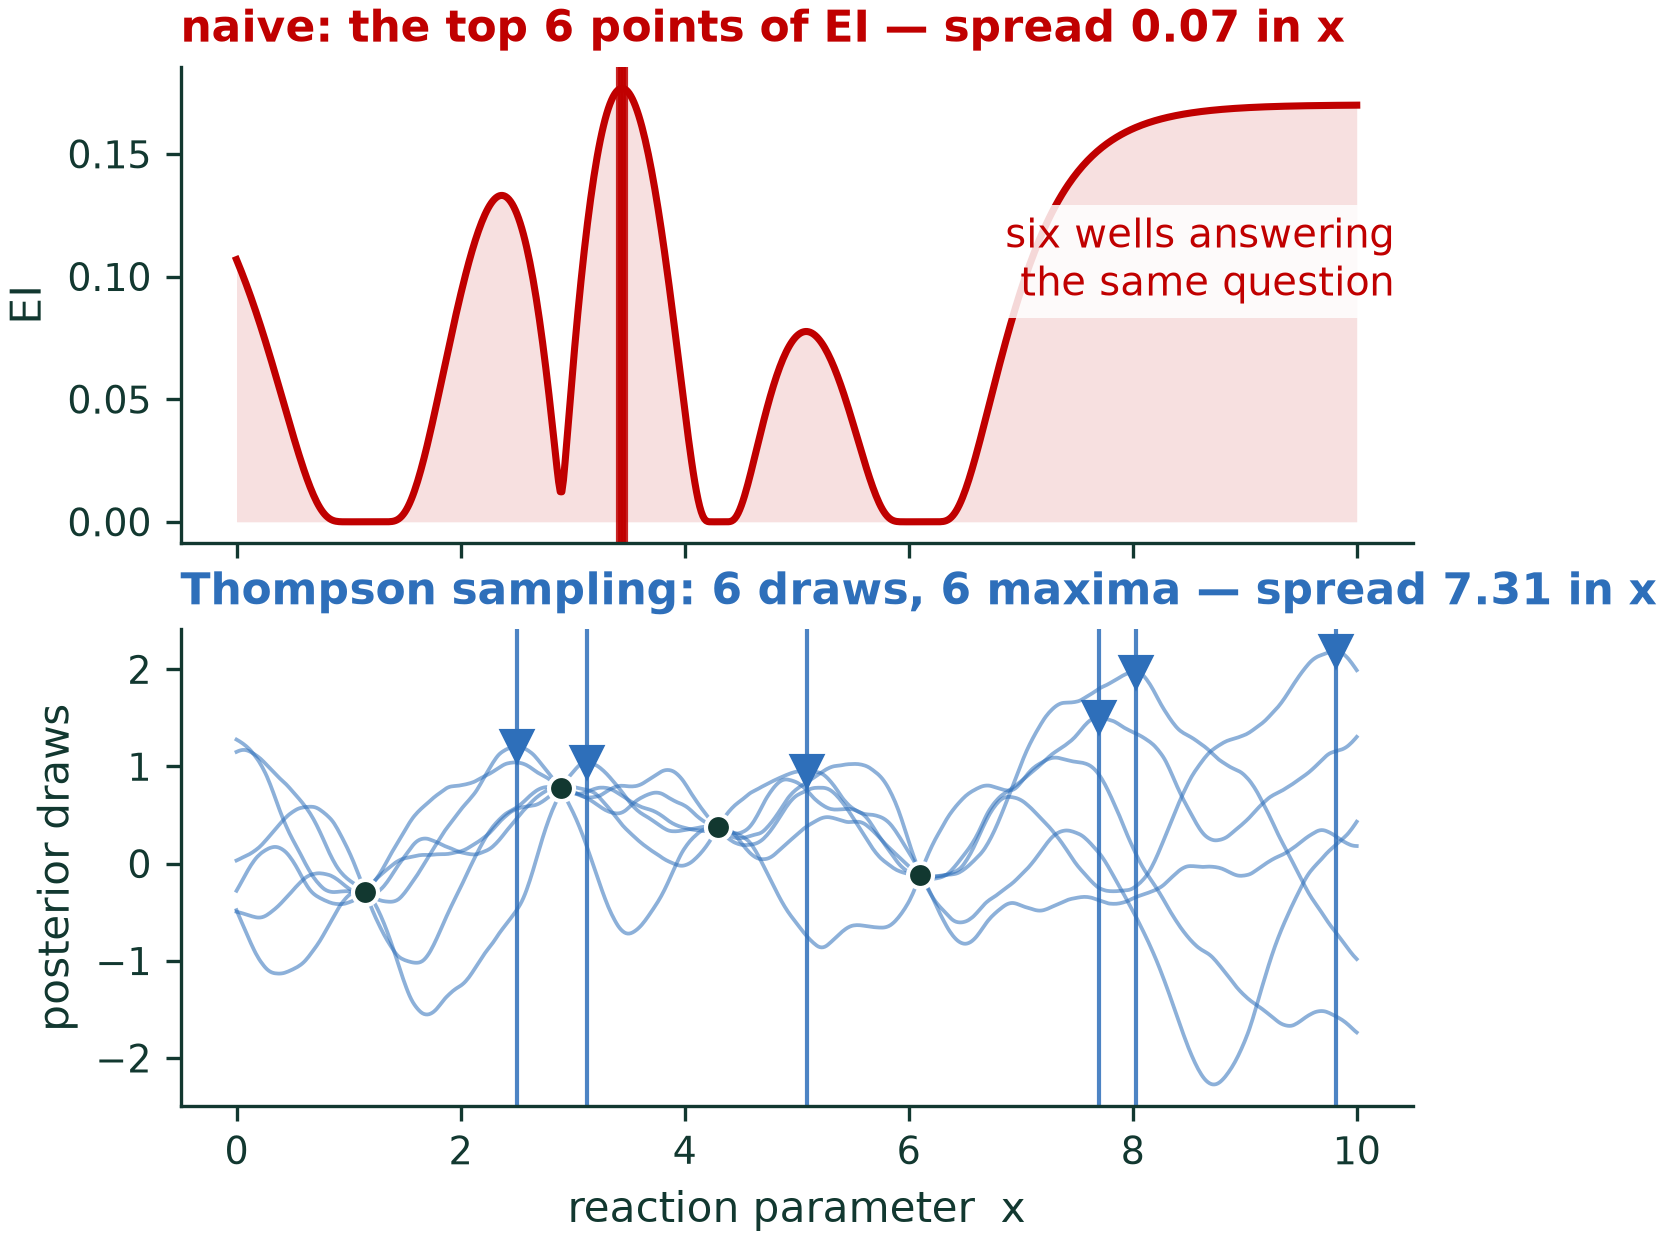 naive: the top 6 points of EI — spread 0.07 in x
EI
0.15
0.10
0.05
0.00
six wells answering
the same question
Thompson sampling: 6 draws, 6 maxima — spread 7.31 in x
posterior draws
2
1
0
−1
−2
0 2 4 6 8 10
reaction parameter x